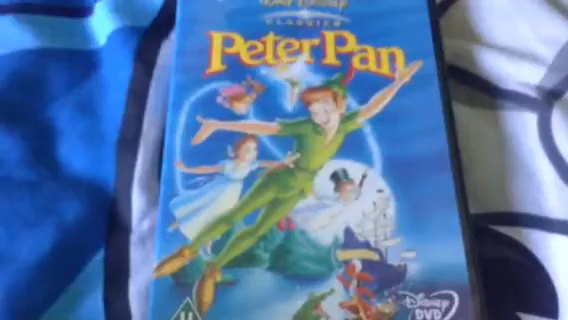 WALT DISNEY
CLASSICS
Peter Pan
U
Disney
DVD